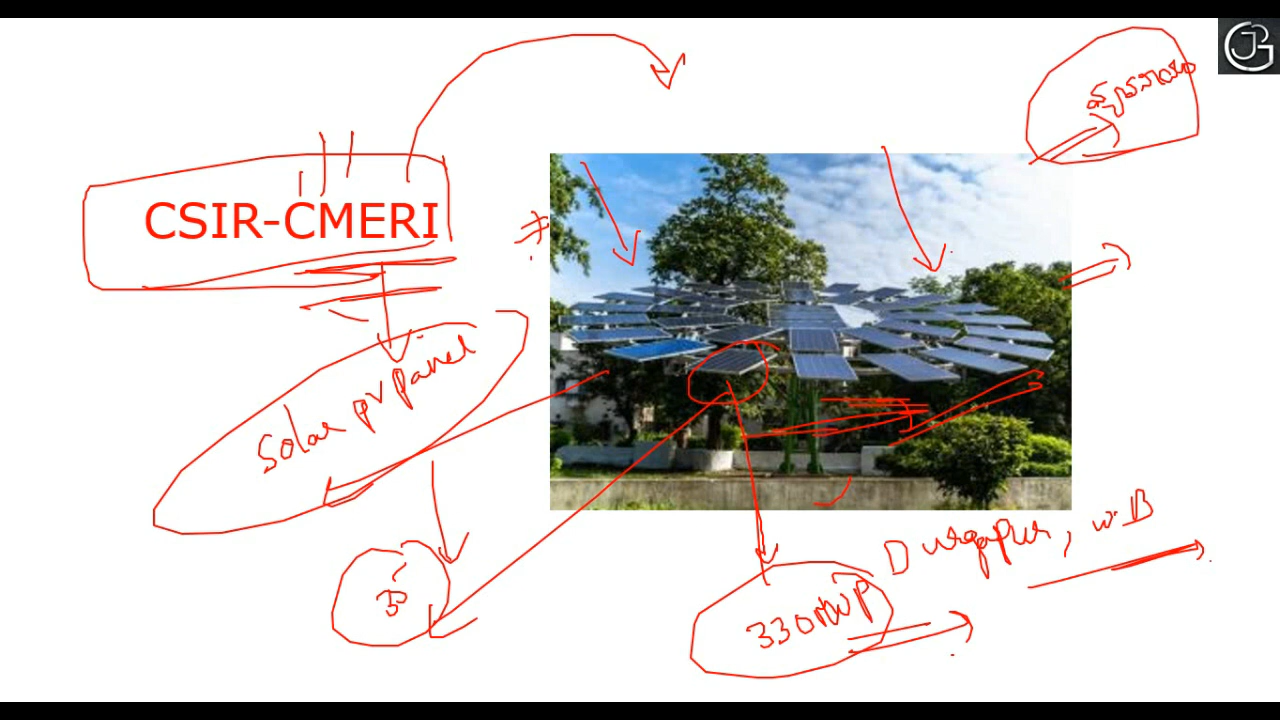 CSIR-CMERI
Solar PV Panel
35
330 MWP
Durgapur, W.B